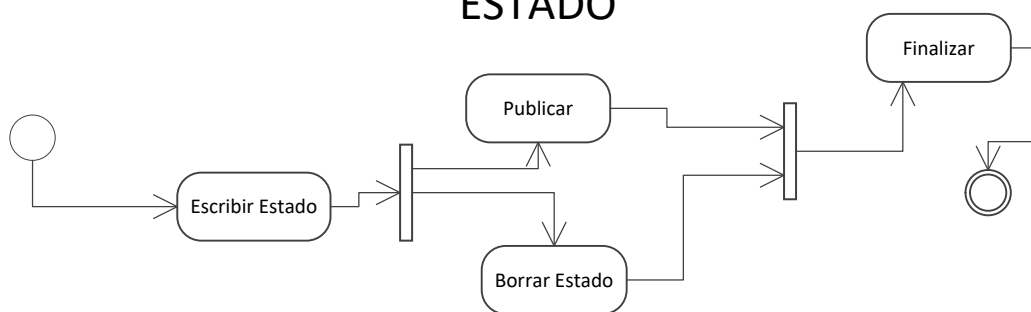 ESTADO
Finalizar
Publicar
Escribir Estado
Borrar Estado